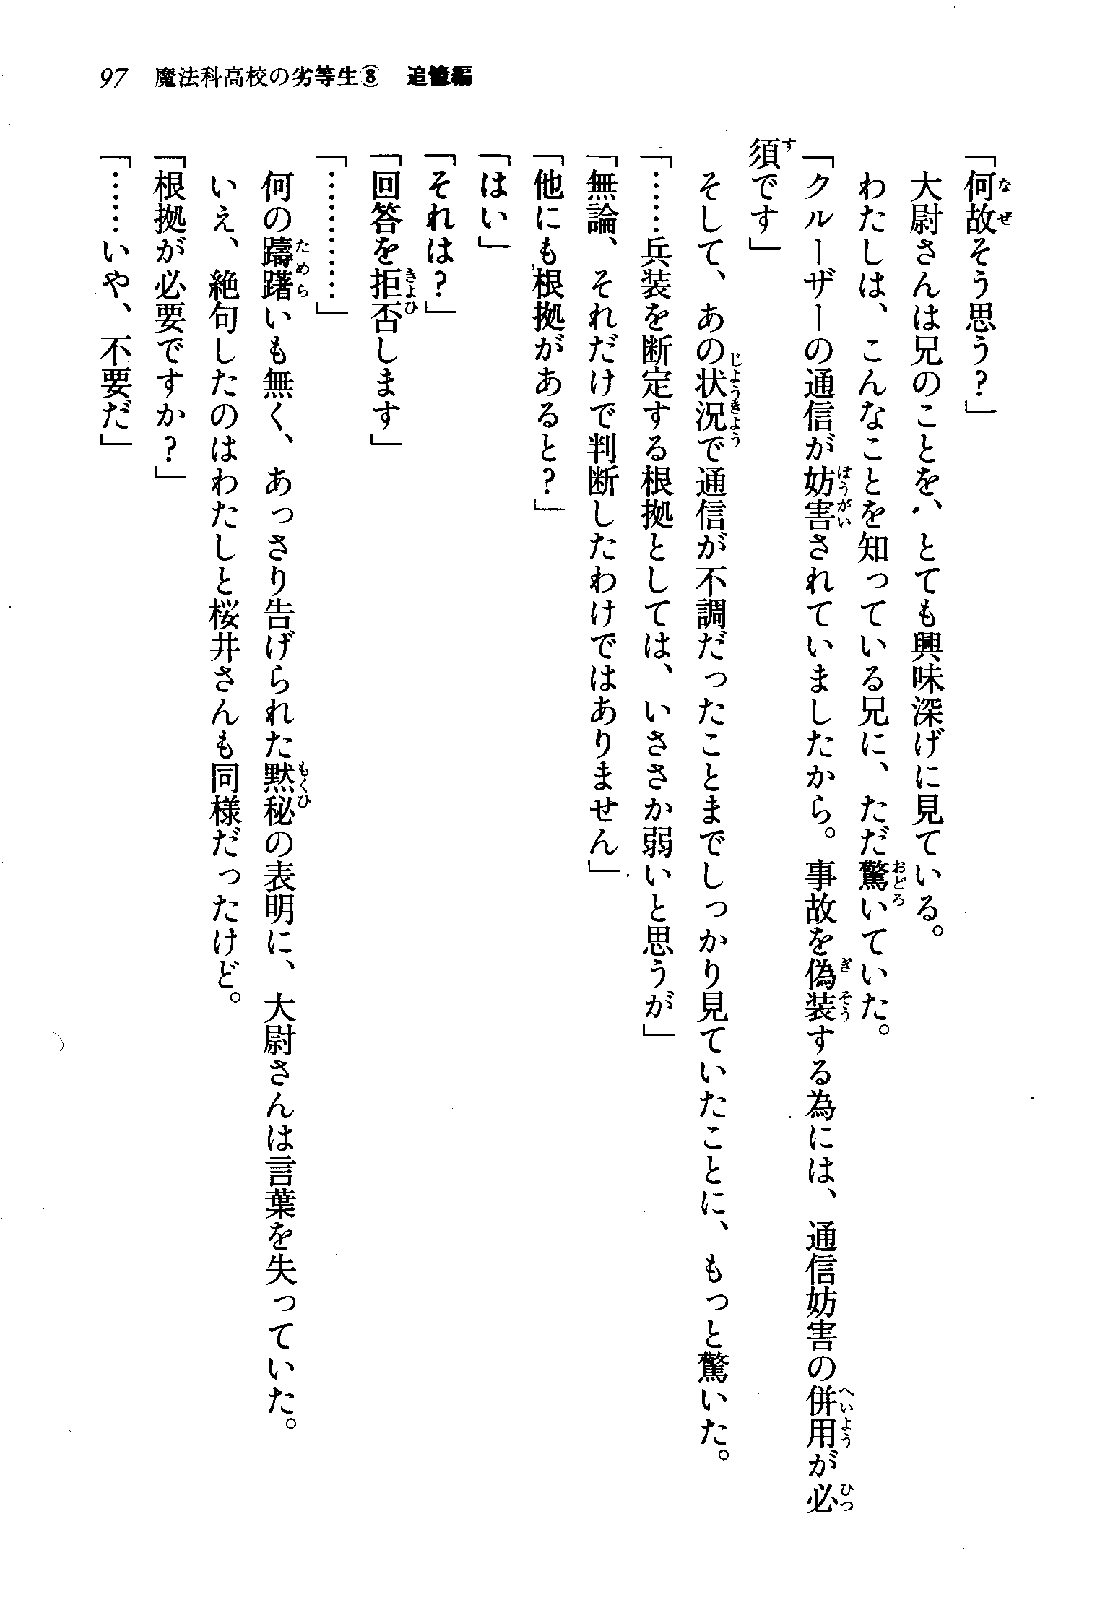 97　魔法科高校の劣等生⑧　追憶編
「何故そう思う？」
　大尉さんは兄のことを、とても興味深げに見ている。
　わたしは、こんなことを知っている兄に、ただ驚いていた。
「クルーザーの通信が妨害されていましたから。事故を偽装する為には、通信妨害の併用が必
須です」
　そして、あの状況で通信が不調だったことまでしっかり見ていたことに、もっと驚いた。
「……兵装を断定する根拠としては、いささか弱いと思うが」
「無論、それだけで判断したわけではありません」
「他にも根拠があると？」
「はい」
「それは？」
「回答を拒否します」
「…………」
　何の躊躇いも無く、あっさり告げられた黙秘の表明に、大尉さんは言葉を失っていた。
　いえ、絶句したのはわたしと桜井さんも同様だったけど。
「根拠が必要ですか？」
「……いや、不要だ」